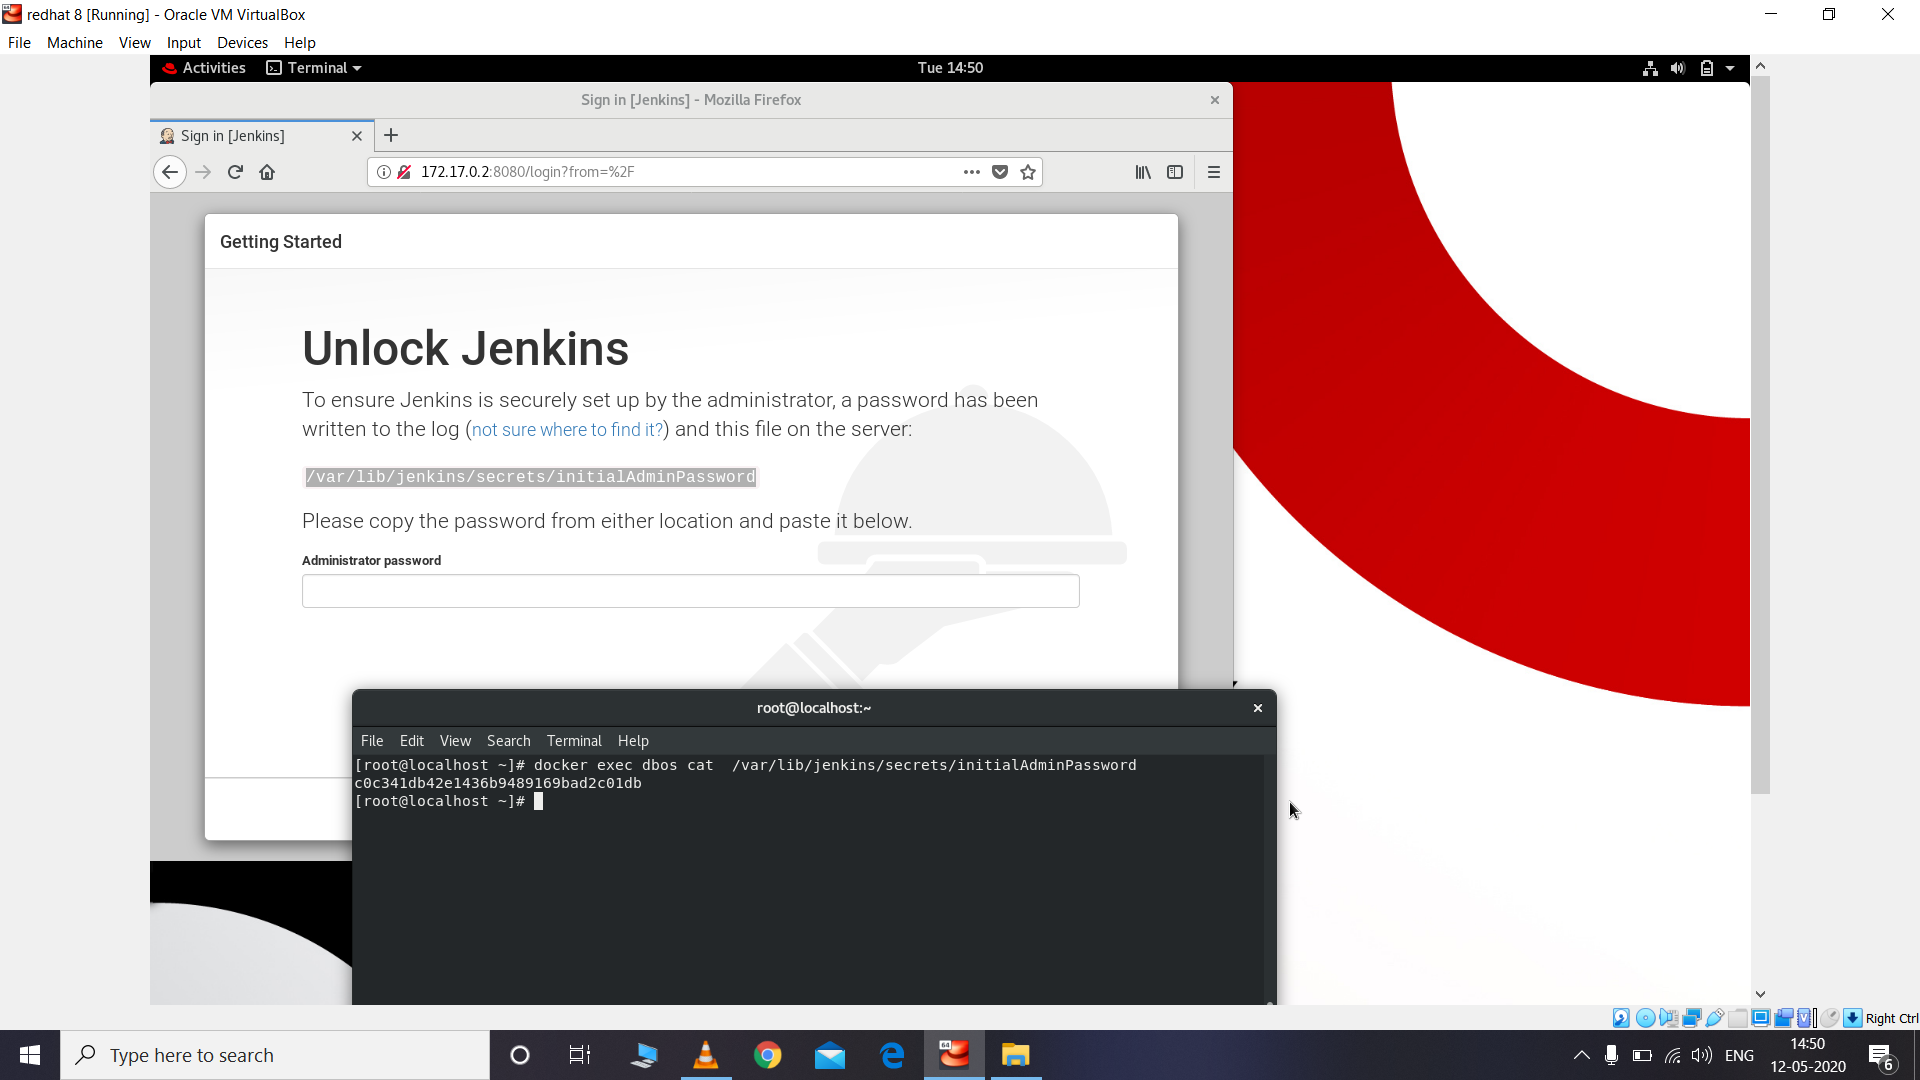 redhat 8 [Running] - Oracle VM VirtualBox
File Machine View Input Devices Help
Activities Terminal Tue 14:50
Sign in [Jenkins] - Mozilla Firefox
Sign in [Jenkins]
172.17.0.2:8080/login?from=%2F
Getting Started
Unlock Jenkins
To ensure Jenkins is securely set up by the administrator, a password has been
written to the log (not sure where to find it?) and this file on the server:
/var/lib/jenkins/secrets/initialAdminPassword
Please copy the password from either location and paste it below.
Administrator password
root@localhost:~
File Edit View Search Terminal Help
[root@localhost ~]# docker exec dbos cat  /var/lib/jenkins/secrets/initialAdminPassword
c0c341db42e1436b9489169bad2c01db
[root@localhost ~]#
Right Ctrl
Type here to search
64
ENG
14:50
12-05-2020
6